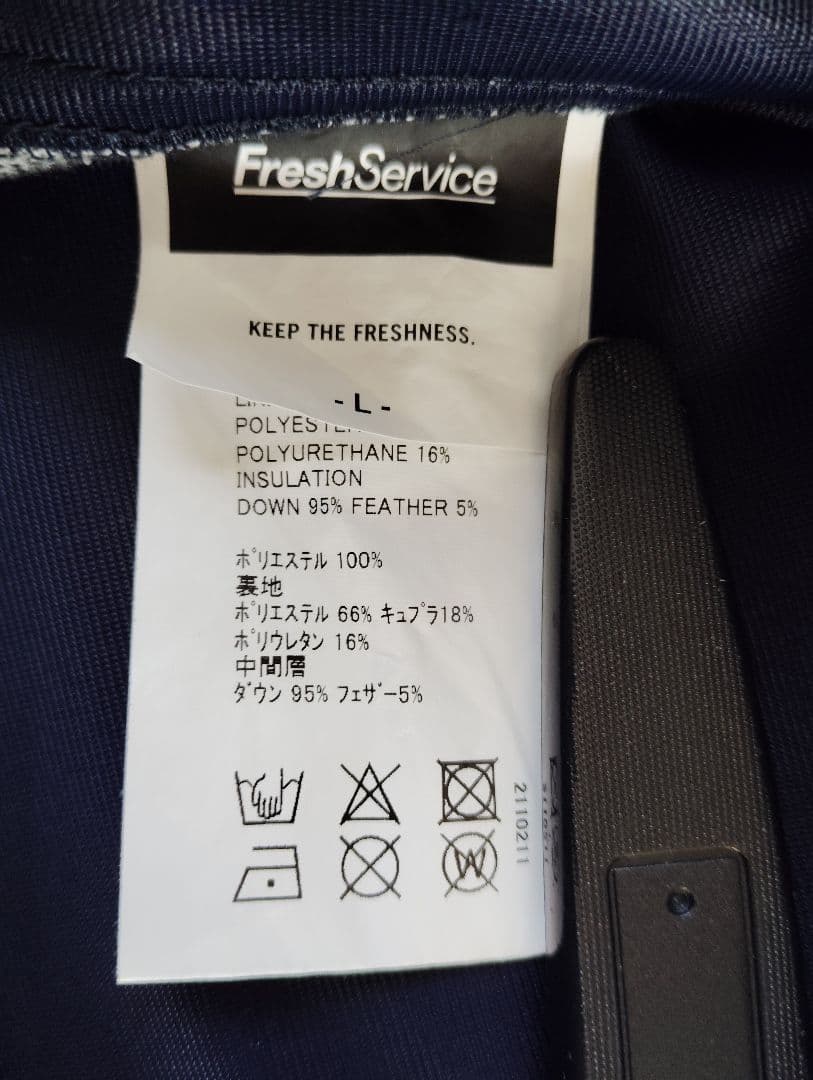 FreshService
KEEP THE FRESHNESS.
- L -
POLYURETHANE 16%
INSULATION
DOWN 95% FEATHER 5%
ポリエステル 100%
裏地
ポリエステル 66% キュプラ18%
ポリウレタン 16%
中間層
ダウン 95% フェザー5%
2110211
W